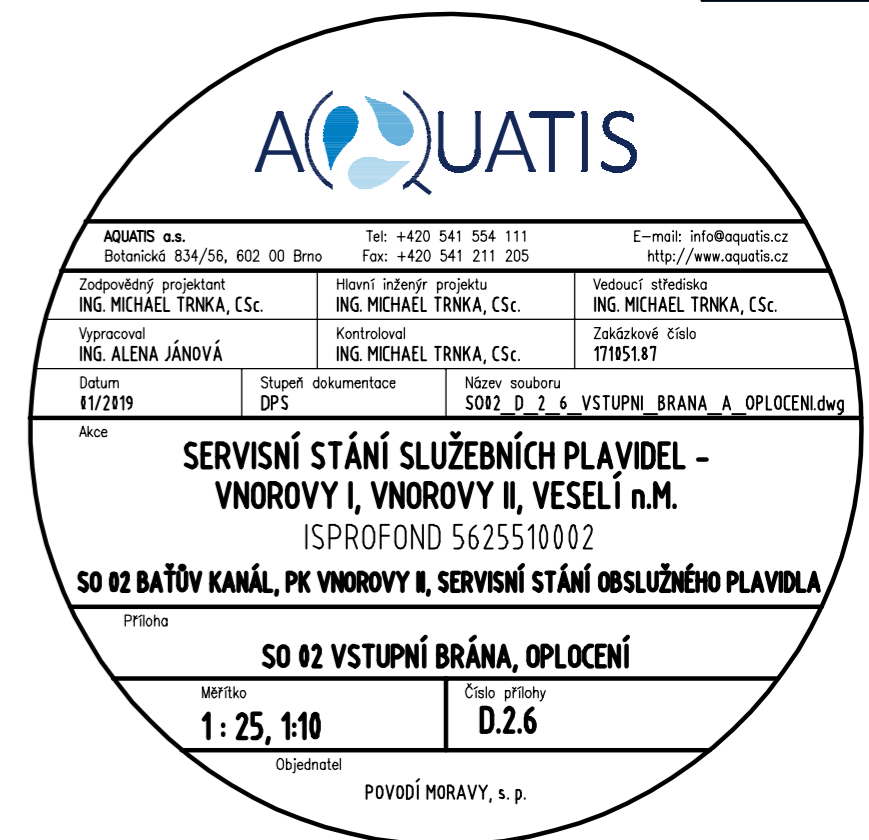 AQUATIS
AQUATIS a.s. Tel: +420 541 554 111 E-mail: info@aquatis.cz
Botanická 834/56, 602 00 Brno Fax: +420 541 211 205 http://www.aquatis.cz
Zodpovědný projektant Hlavní inženýr projektu Vedoucí střediska
ING. MICHAEL TRNKA, CSc. ING. MICHAEL TRNKA, CSc. ING. MICHAEL TRNKA, CSc.
Vypracoval Kontroloval Zakázkové číslo
ING. ALENA JÁNOVÁ ING. MICHAEL TRNKA, CSc. 171051.87
Datum Stupeň dokumentace Název souboru
01/2019 DPS SO02_D_2_6_VSTUPNI_BRANA_A_OPLOCENI.dwg
Akce
SERVISNÍ STÁNÍ SLUŽEBNÍCH PLAVIDEL -
VNOROVY I, VNOROVY II, VESELÍ n.M.
ISPROFOND 5625510002
SO 02 BAŤŮV KANÁL, PK VNOROVY II, SERVISNÍ STÁNÍ OBSLUŽNÉHO PLAVIDLA
Příloha
SO 02 VSTUPNÍ BRÁNA, OPLOCENÍ
Měřítko Číslo přílohy
1 : 25, 1:10 D.2.6
Objednatel
POVODÍ MORAVY, s. p.